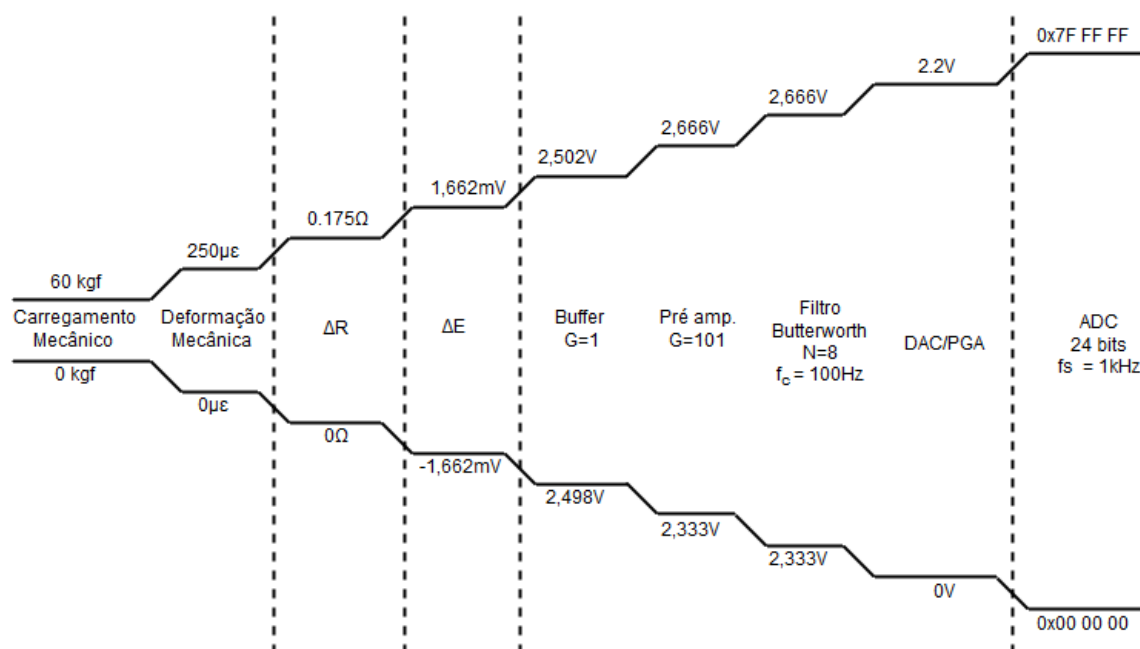 0x7F FF FF
2.2V
2,666V
2,666V
2,502V
1,662mV
0.175Ω
250µε
60 kgf
Carregamento
Mecânico
Deformação
Mecânica
ΔR
ΔE
Buffer
G=1
Pré amp.
G=101
Filtro
Butterworth
N=8
fc = 100Hz
DAC/PGA
ADC
24 bits
fs = 1kHz
0 kgf
0µε
0Ω
-1,662mV
2,498V
2,333V
2,333V
0V
0x00 00 00